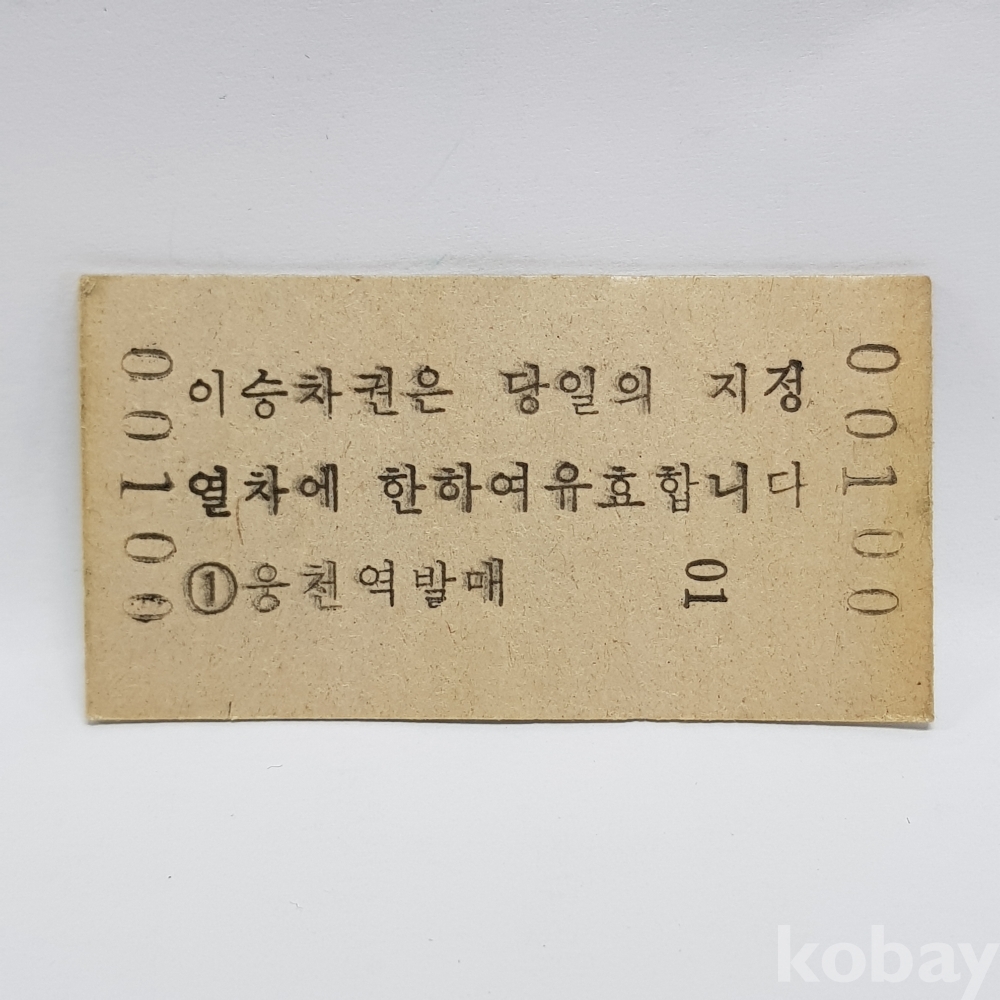 00100
이승차권은 당일의 지정
열차에 한하여유효합니다
①웅천역발매 01
00100
kobay